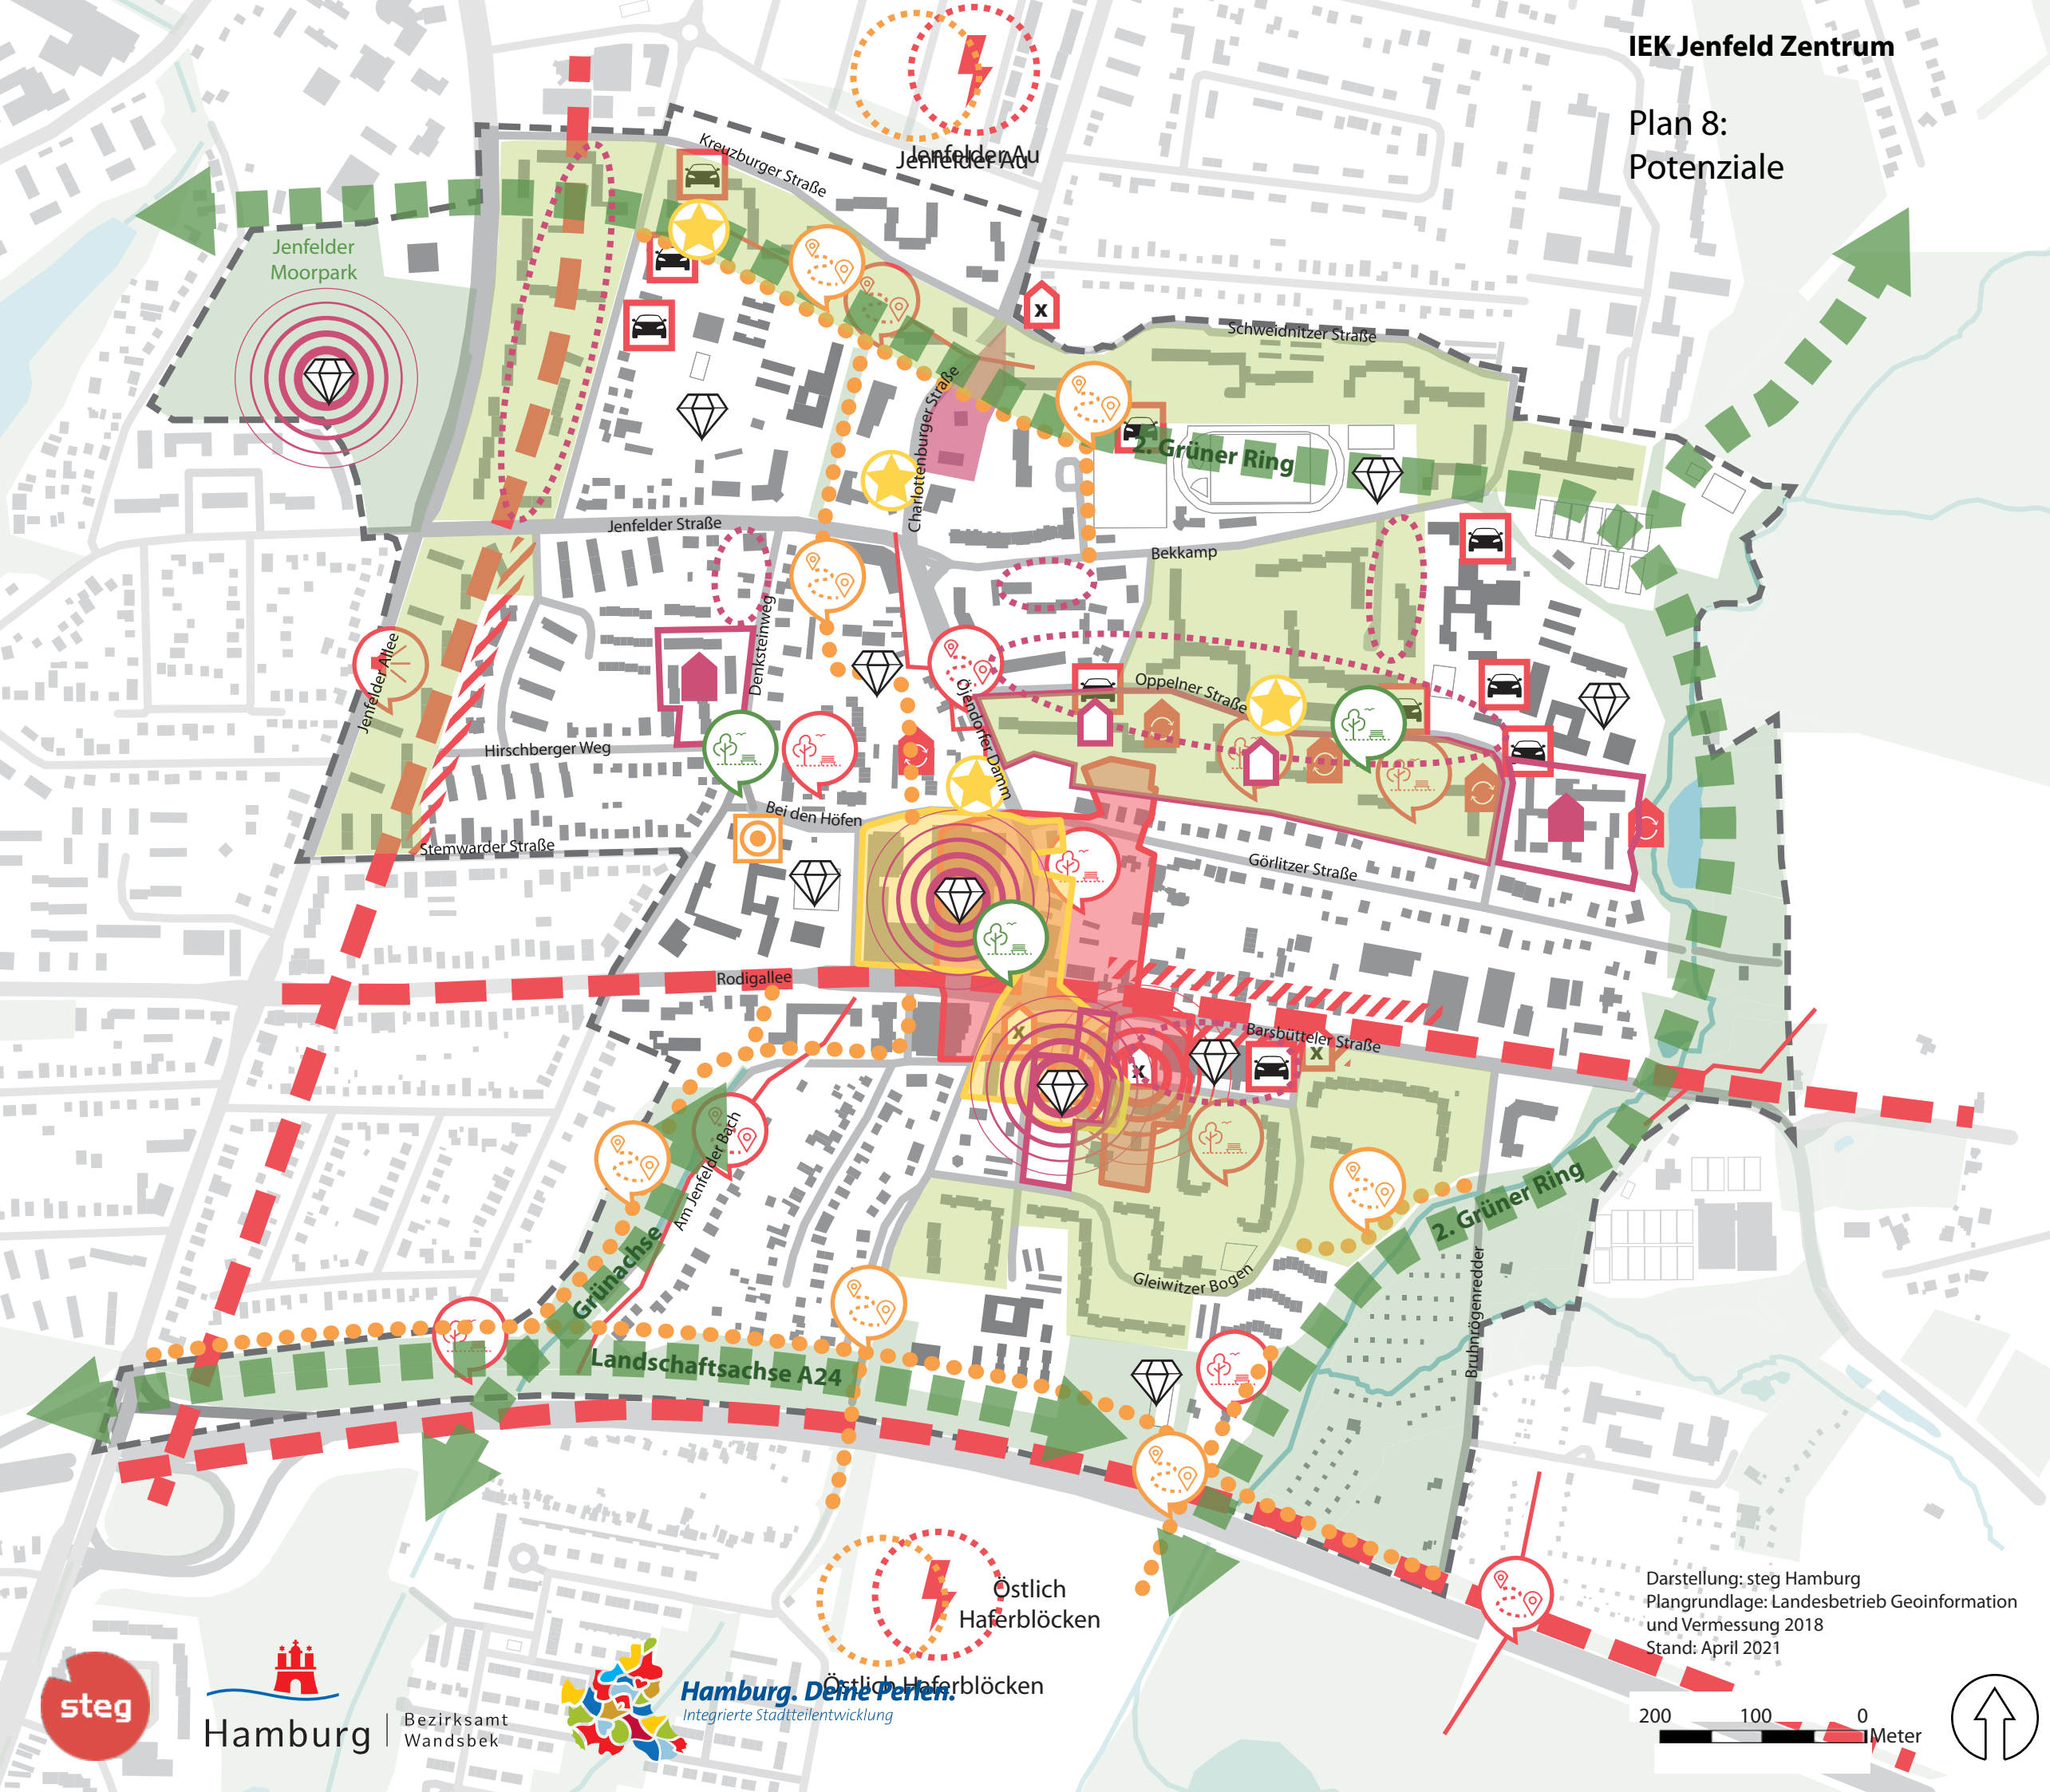 IEK Jenfeld Zentrum
Plan 8:
Potenziale
Jenfelder Au
Jenfelder Au
Kreuzburger Straße
Jenfelder
Moorpark
Schweidnitzer Straße
x
Charlottenburger Straße
2. Grüner Ring
Jenfelder Straße
Bekkamp
Denksteinweg
Jenfelder Allee
Öjendorfer Damm
Oppelner Straße
Hirschberger Weg
Bei den Höfen
Stemwarder Straße
Görlitzer Straße
Rodigallee
Barsbütteler Straße
x
x
x
Am Jenfelder Bach
Grünachse
2. Grüner Ring
Gleiwitzer Bogen
Bruhnrögenredder
Landschaftsachse A24
Östlich
Haferblöcken
Östlich Haferblöcken
Darstellung: steg Hamburg
Plangrundlage: Landesbetrieb Geoinformation
und Vermessung 2018
Stand: April 2021
steg
Hamburg
Bezirksamt
Wandsbek
Hamburg. Deine Perlen.
Integrierte Stadtteilentwicklung
200 100 0
Meter